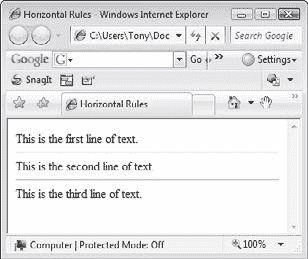 Horizontal Rules - Windows Internet Explorer
C:\Users\Tony\Doc
Search Google
Google G Go Settings
SnagIt
Horizontal Rules
This is the first line of text.
This is the second line of text
This is the third line of text.
Computer | Protected Mode: Off 100%